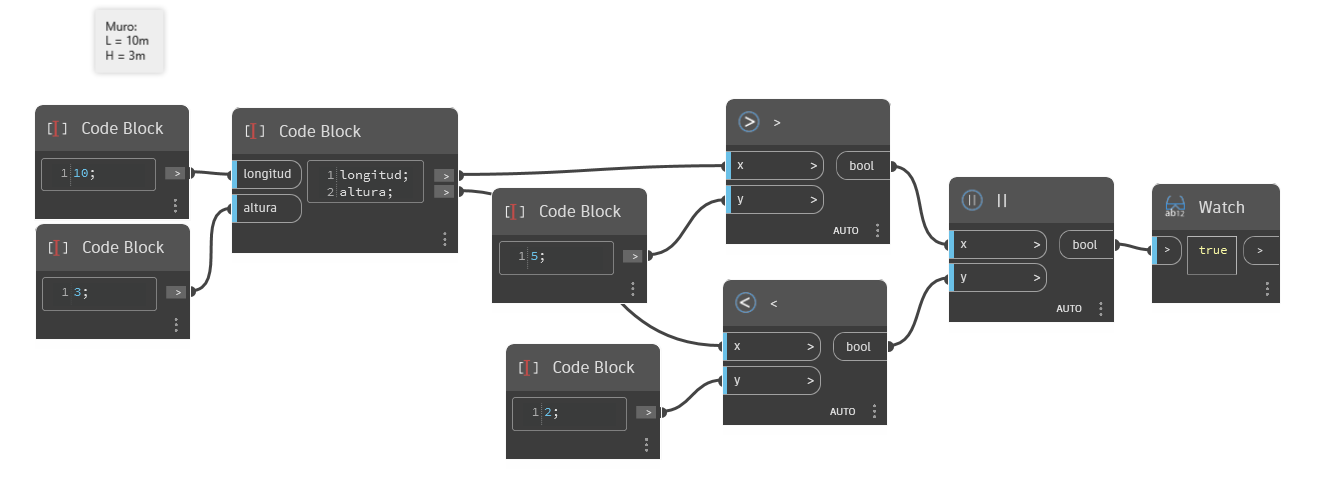 Muro:
L = 10m
H = 3m
Code Block
1 10;
>
Code Block
1 3;
>
Code Block
longitud
altura
1 longitud;
2 altura;
>
>
Code Block
1 5;
>
Code Block
1 2;
>
>
x >
y >
bool
AUTO
<
x >
y >
bool
AUTO
||
x >
y >
bool
AUTO
ab12
Watch
> true >